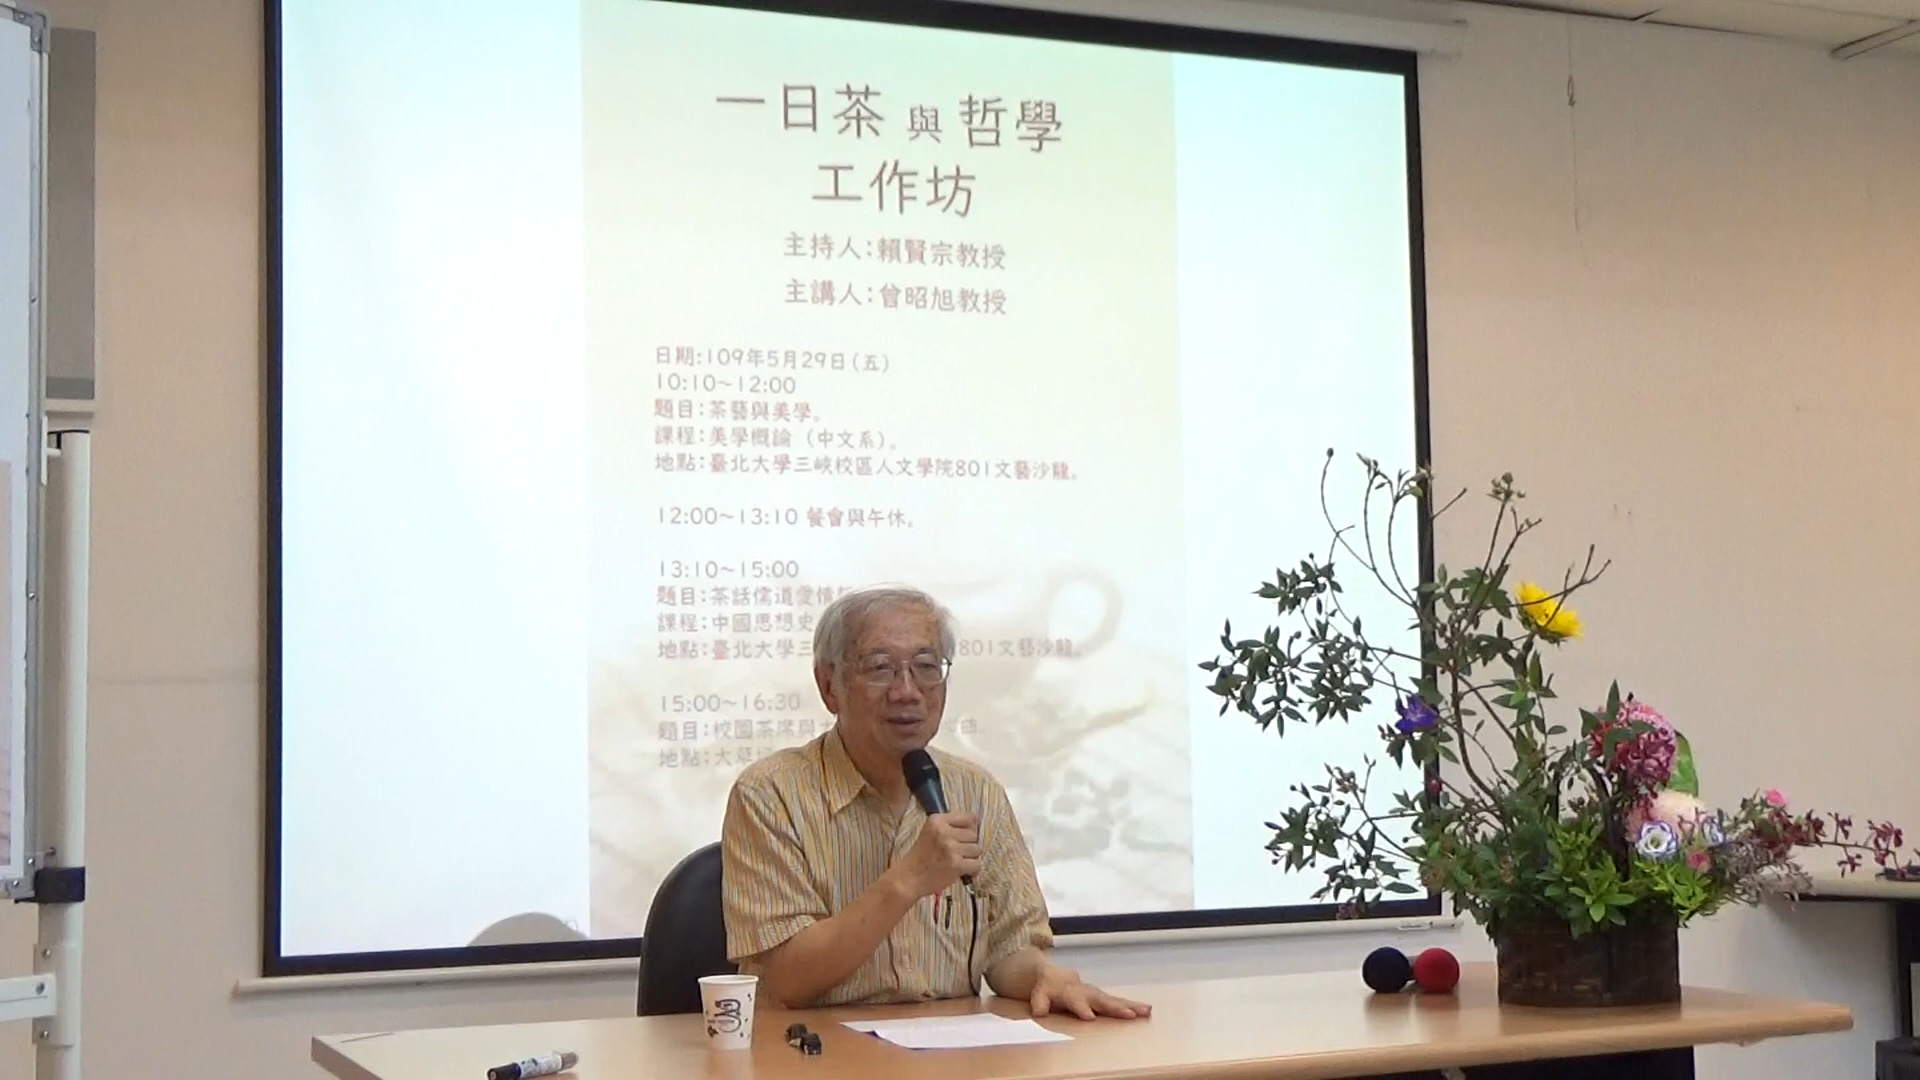 一日茶與哲學
工作坊
主持人:賴賢宗教授
主講人:曾昭旭教授
日期:109年5月29日(五)
10:10~12:00
題目:茶藝與美學。
課程:美學概論（中文系）。
地點:臺北大學三峽校區人文學院801文藝沙龍。
12:00~13:10 餐會與午休。
13:10~15:00
題目:茶話儒道愛情
課程:中國思想史
地點:臺北大學三 801文藝沙龍。
15:00~16:30
題目:校園茶席與 曲
地點:大草